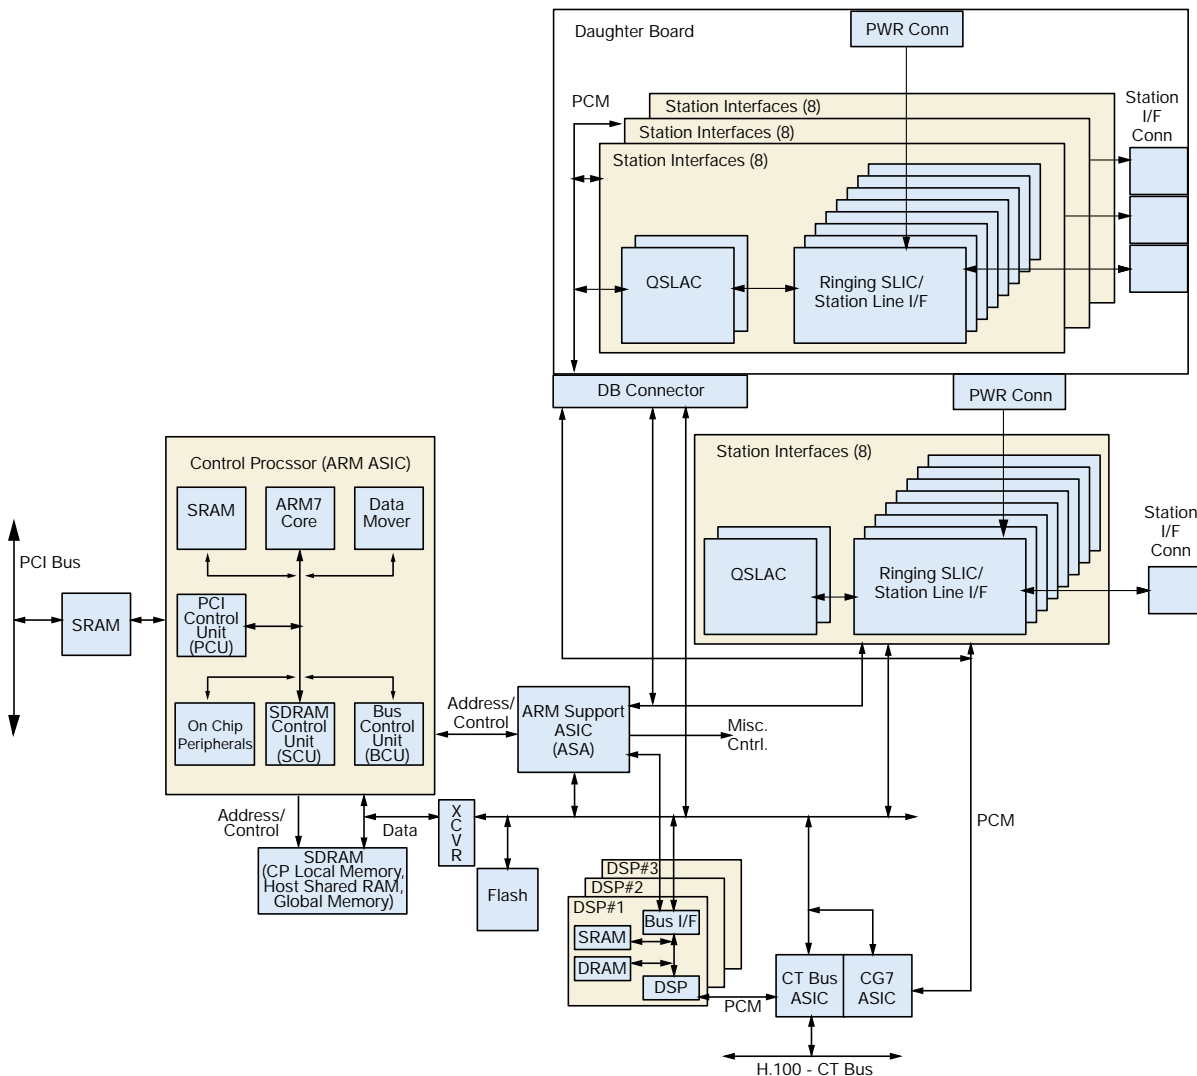 Daughter Board
PWR Conn
PCM
Station Interfaces (8)
Station Interfaces (8)
Station Interfaces (8)
Station
I/F
Conn
QSLAC
Ringing SLIC/
Station Line I/F
DB Connector
PWR Conn
Station Interfaces (8)
QSLAC
Ringing SLIC/
Station Line I/F
Station
I/F
Conn
Control Procssor (ARM ASIC)
SRAM
ARM7
Core
Data
Mover
PCI Bus
SRAM
PCI
Control
Unit
(PCU)
On Chip
Peripherals
SDRAM
Control
Unit
(SCU)
Bus
Control
Unit
(BCU)
Address/
Control
ARM Support
ASIC
(ASA)
Misc.
Cntrl.
Address/
Control
Data
X
C
V
R
SDRAM
(CP Local Memory,
Host Shared RAM,
Global Memory)
Flash
DSP#3
DSP#2
DSP#1
Bus I/F
SRAM
DRAM
DSP
PCM
PCM
CT Bus
ASIC
CG7
ASIC
H.100 - CT Bus